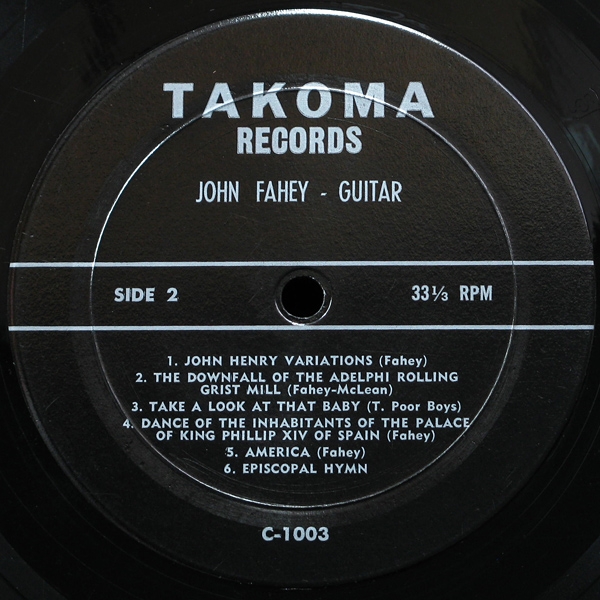 TAKOMA
RECORDS
JOHN FAHEY - GUITAR
SIDE 2
33⅓ RPM
1. JOHN HENRY VARIATIONS (Fahey)
2. THE DOWNFALL OF THE ADELPHI ROLLING
GRIST MILL (Fahey-McLean)
3. TAKE A LOOK AT THAT BABY (T. Poor Boys)
4. DANCE OF THE INHABITANTS OF THE PALACE
OF KING PHILLIP XIV OF SPAIN (Fahey)
5. AMERICA (Fahey)
6. EPISCOPAL HYMN
C-1003